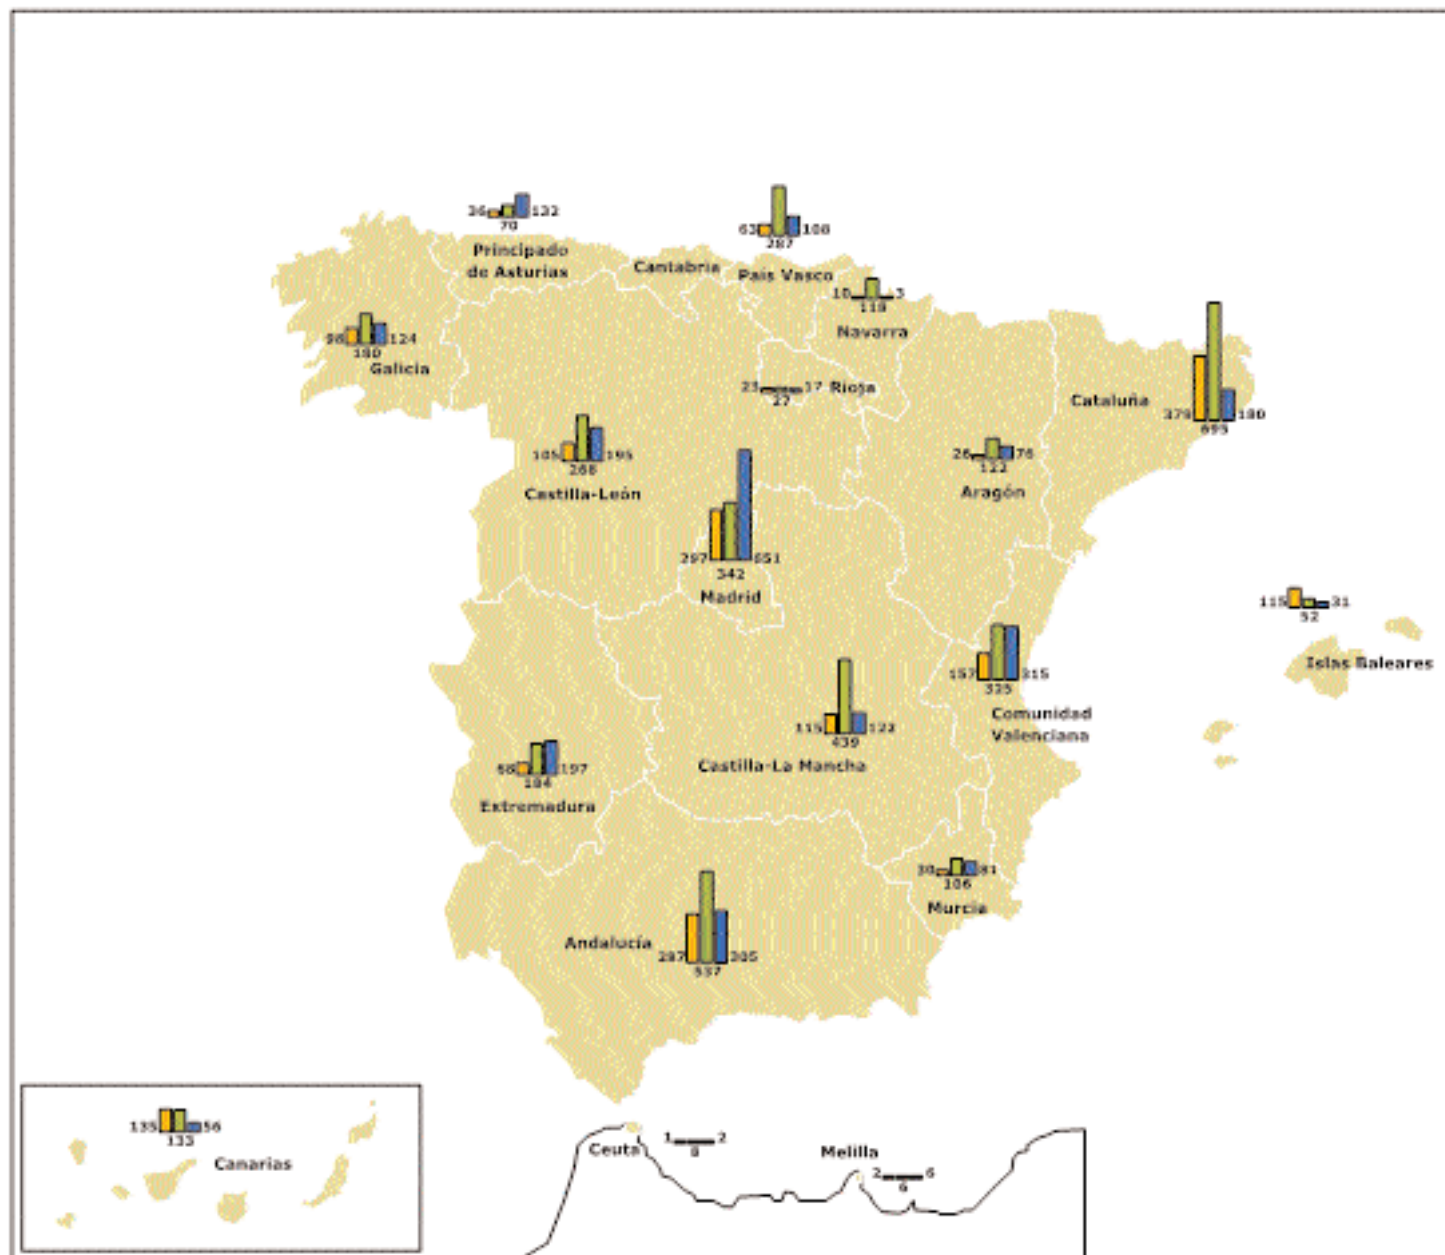 36 132
70
Principado
de Asturias
Cantabria
63 108
287
País Vasco
10 3
118
Navarra
98 124
180
Galicia
23 17 Rioja
27
Cataluña
379 180
695
105 195
268
Castilla-León
26 76
122
Aragón
297 651
342
Madrid
115 31
52
Islas Baleares
157 315
335
Comunidad
Valenciana
115 122
439
Castilla-La Mancha
68 197
184
Extremadura
30 81
106
Murcia
Andalucía
287 305
537
135 56
133
Canarias
Ceuta
1 2
8
Melilla
2 6
6